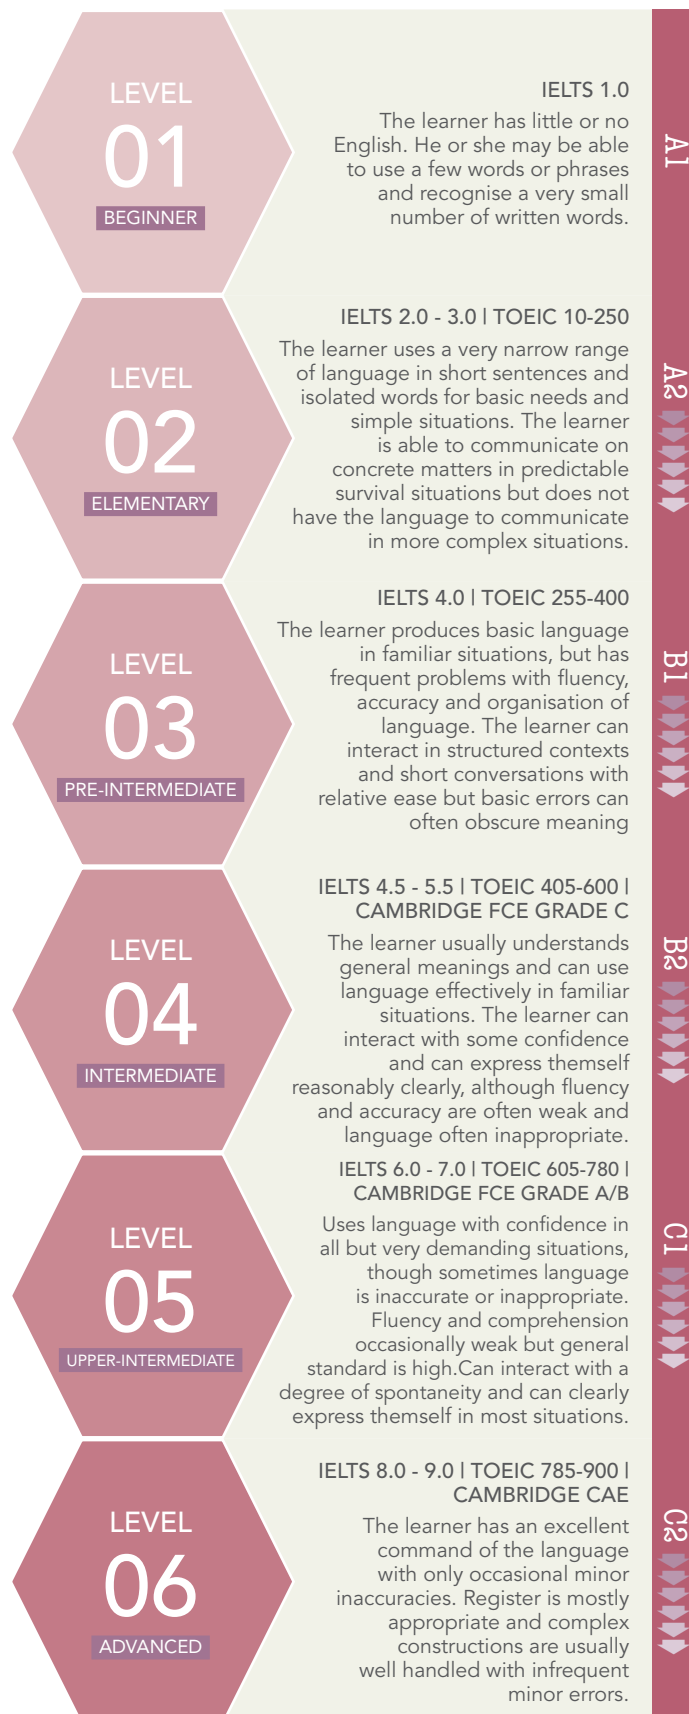 LEVEL
01
BEGINNER
IELTS 1.0
The learner has little or no
English. He or she may be able
to use a few words or phrases
and recognise a very small
number of written words.
A1
LEVEL
02
ELEMENTARY
IELTS 2.0 - 3.0 | TOEIC 10-250
The learner uses a very narrow range
of language in short sentences and
isolated words for basic needs and
simple situations. The learner
is able to communicate on
concrete matters in predictable
survival situations but does not
have the language to communicate
in more complex situations.
A2
LEVEL
03
PRE-INTERMEDIATE
IELTS 4.0 | TOEIC 255-400
The learner produces basic language
in familiar situations, but has
frequent problems with fluency,
accuracy and organisation of
language. The learner can
interact in structured contexts
and short conversations with
relative ease but basic errors can
often obscure meaning
B1
LEVEL
04
INTERMEDIATE
IELTS 4.5 - 5.5 | TOEIC 405-600 |
CAMBRIDGE FCE GRADE C
The learner usually understands
general meanings and can use
language effectively in familiar
situations. The learner can
interact with some confidence
and can express themself
reasonably clearly, although fluency
and accuracy are often weak and
language often inappropriate.
B2
LEVEL
05
UPPER-INTERMEDIATE
IELTS 6.0 - 7.0 | TOEIC 605-780 |
CAMBRIDGE FCE GRADE A/B
Uses language with confidence in
all but very demanding situations,
though sometimes language
is inaccurate or inappropriate.
Fluency and comprehension
occasionally weak but general
standard is high.Can interact with a
degree of spontaneity and can clearly
express themself in most situations.
C1
LEVEL
06
ADVANCED
IELTS 8.0 - 9.0 | TOEIC 785-900 |
CAMBRIDGE CAE
The learner has an excellent
command of the language
with only occasional minor
inaccuracies. Register is mostly
appropriate and complex
constructions are usually
well handled with infrequent
minor errors.
C2